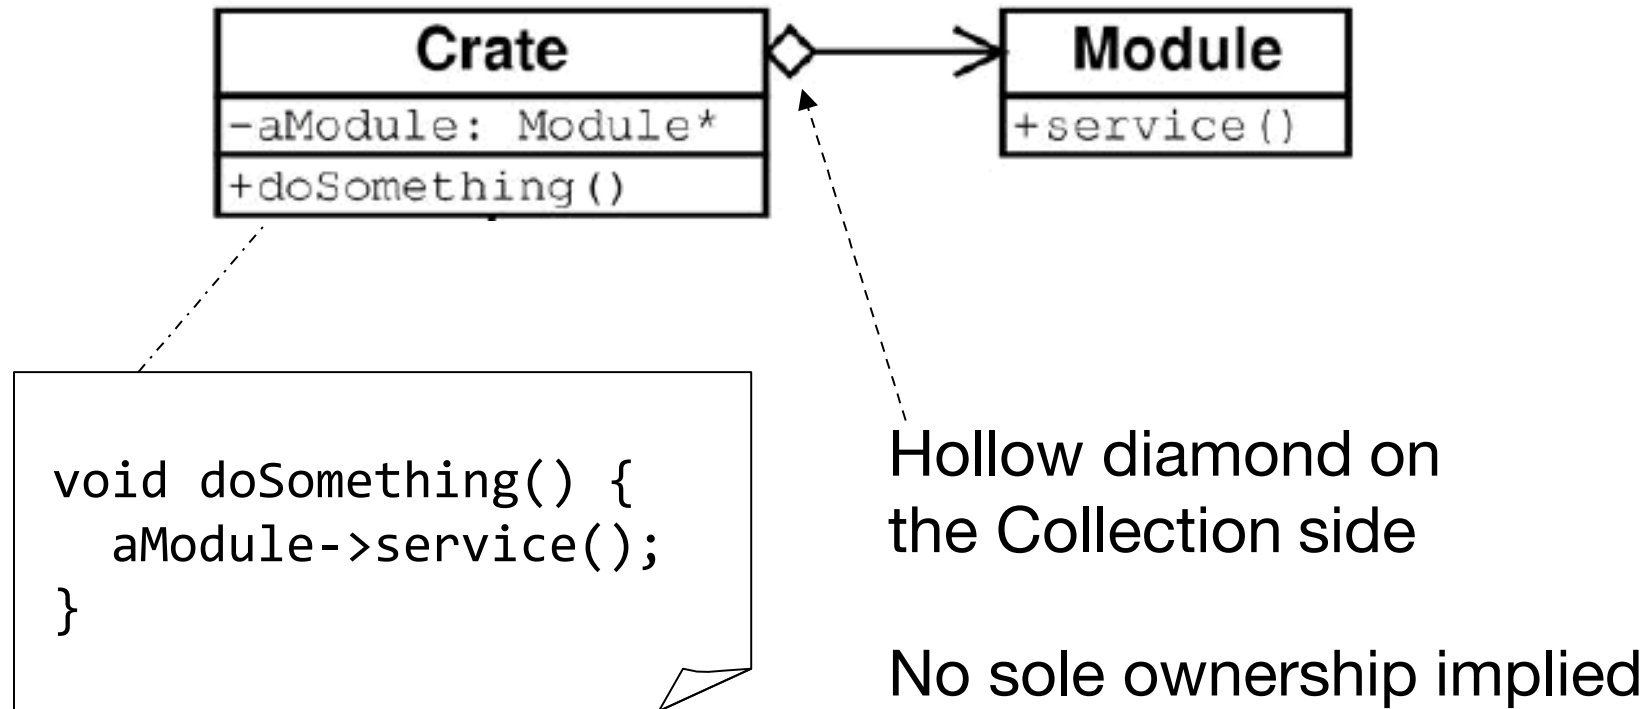 Crate
-aModule: Module*
+doSomething()
Module
+service()
void doSomething() {
  aModule->service();
}
Hollow diamond on
the Collection side
No sole ownership implied